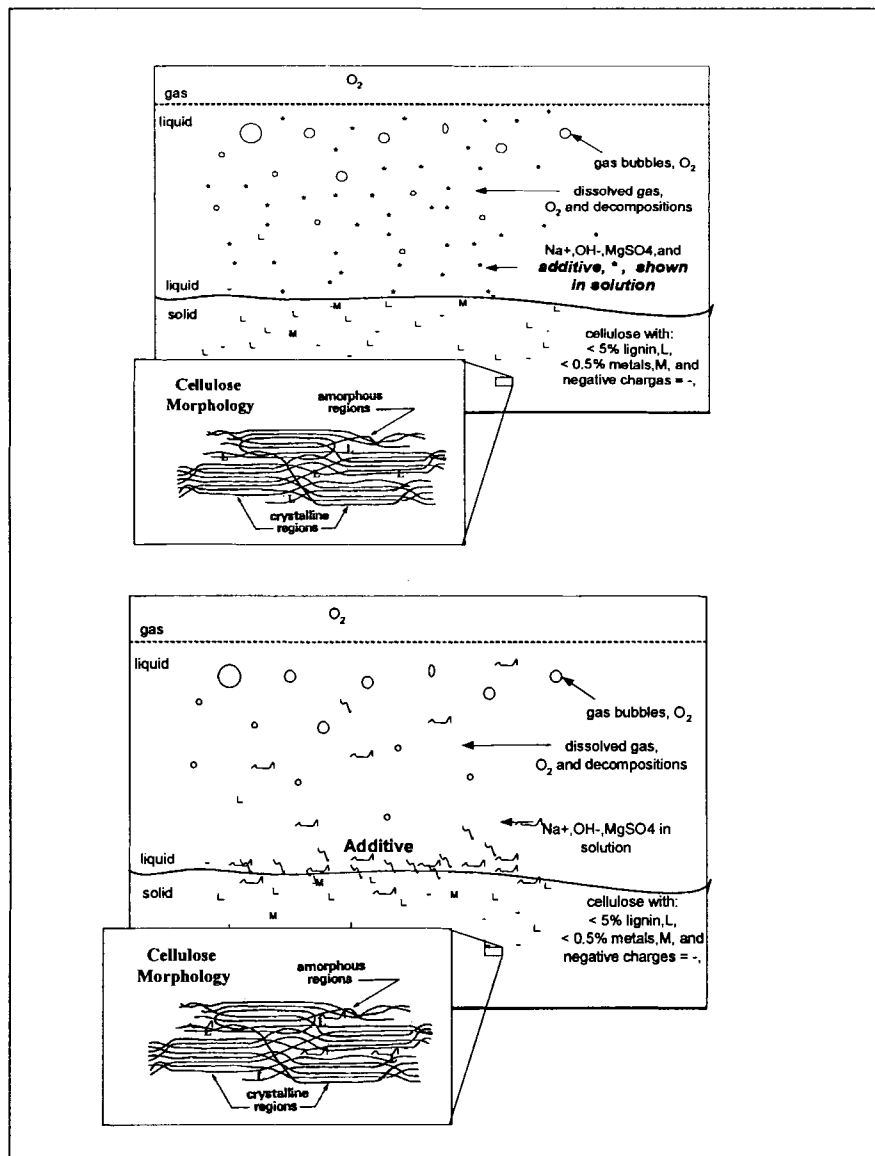 O2
gas
liquid
gas bubbles, O2
dissolved gas,
O2 and decompositions
L
Na+,OH-,MgSO4,and
additive, *, shown
in solution
liquid
solid
-M
L
M
L
L
L
L
L
L
M
L
L
L
L
L
L
cellulose with:
< 5% lignin,L,
< 0.5% metals,M, and
negative chargas = -,
Cellulose
Morphology
amorphous
regions
L
L
L
L
L
crystalline
regions
O2
gas
liquid
gas bubbles, O2
dissolved gas,
O2 and decompositions
L
Na+,OH-,MgSO4 in
solution
Additive
liquid
solid
-M
L
L
M
L
L
L
L
M
L
L
cellulose with:
< 5% lignin,L,
< 0.5% metals,M, and
negative charges = -,
Cellulose
Morphology
amorphous
regions
L
L
L
crystalline
regions